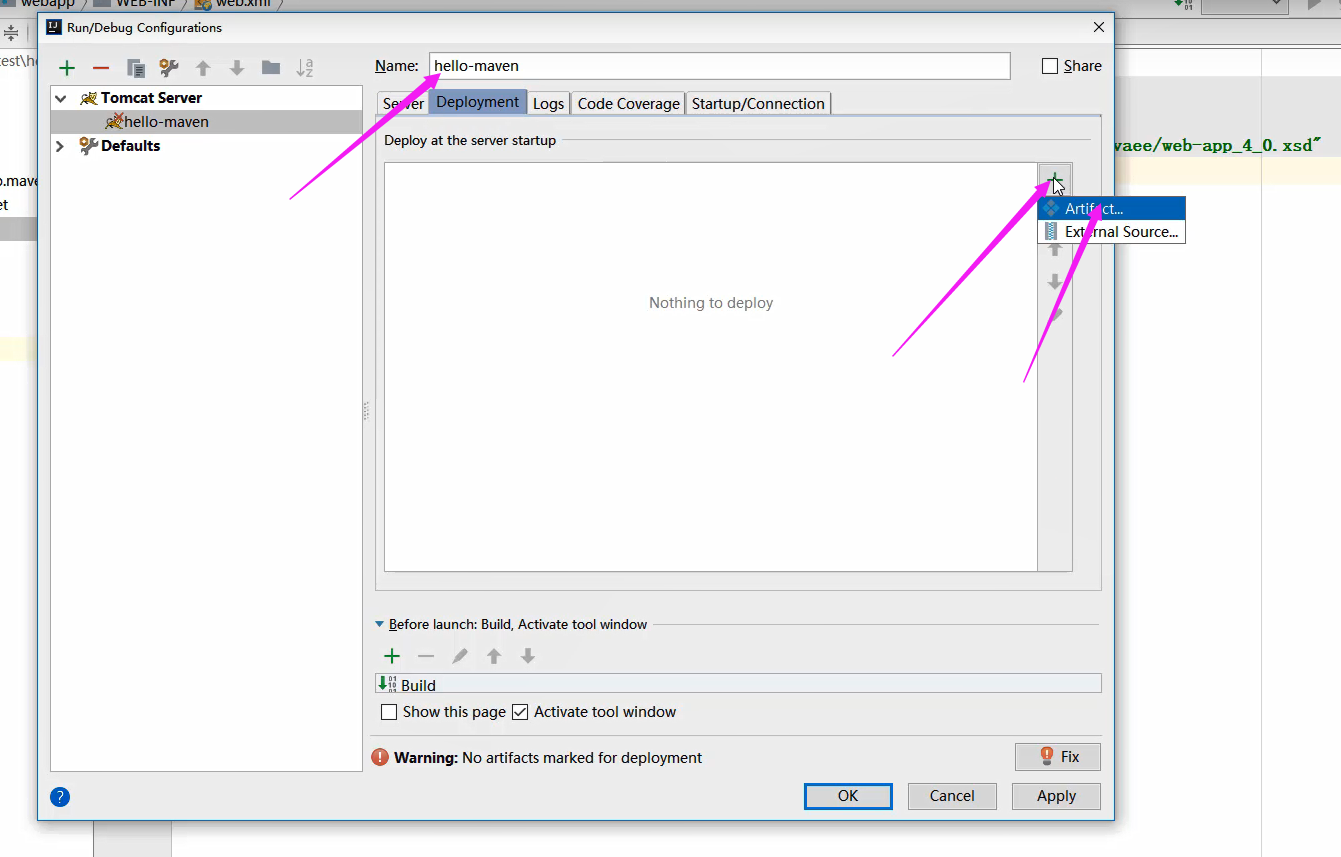 webapp WEB-INF web.xml
Run/Debug Configurations
Name: hello-maven Share
Tomcat Server
hello-maven
Defaults
Server Deployment Logs Code Coverage Startup/Connection
Deploy at the server startup
vaee/web-app_4_0.xsd"
Artifact...
External Source...
Nothing to deploy
Before launch: Build, Activate tool window
Build
Show this page Activate tool window
Warning: No artifacts marked for deployment Fix
? OK Cancel Apply